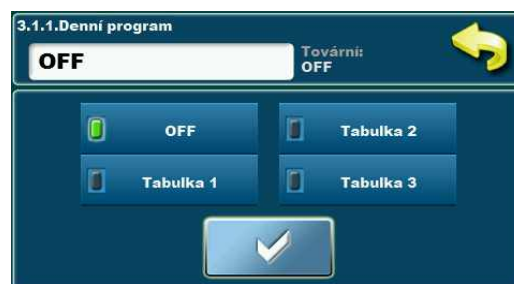 3.1.1.Denní program
OFF
Tovární:
OFF
OFF
Tabulka 2
Tabulka 1
Tabulka 3